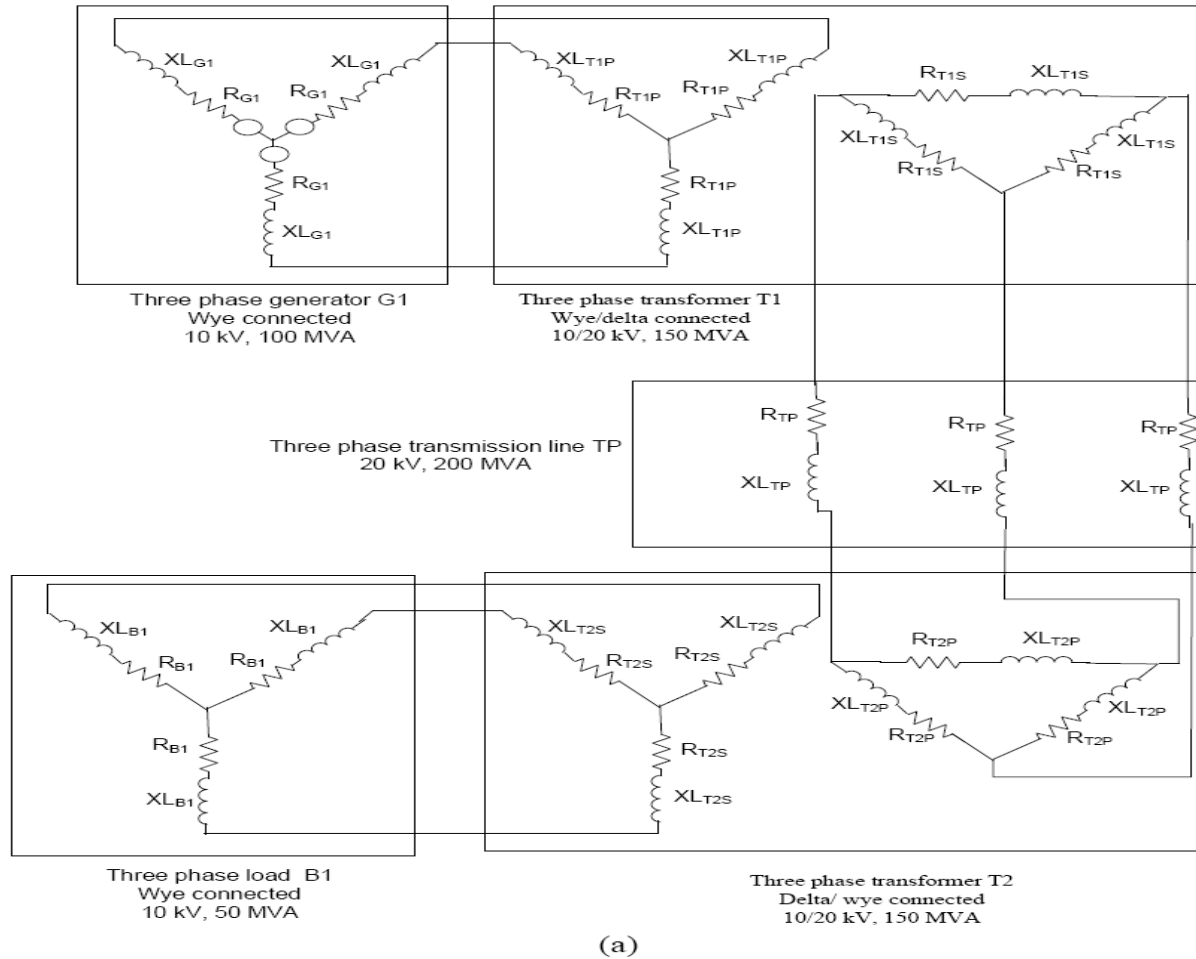 XLG1
XLG1
RG1
RG1
RG1
XLG1
XLT1P
XLT1P
RT1P
RT1P
RT1P
XLT1P
RT1S
XLT1S
XLT1S
XLT1S
RT1S
RT1S
Three phase generator G1
Wye connected
10 kV, 100 MVA
Three phase transformer T1
Wye/delta connected
10/20 kV, 150 MVA
RTP
RTP
RTP
XLTP
XLTP
XLTP
Three phase transmission line TP
20 kV, 200 MVA
XLB1
XLB1
RB1
RB1
RB1
XLB1
XLT2S
XLT2S
RT2S
RT2S
RT2S
XLT2S
RT2P
XLT2P
XLT2P
XLT2P
RT2P
RT2P
Three phase load B1
Wye connected
10 kV, 50 MVA
Three phase transformer T2
Delta/ wye connected
10/20 kV, 150 MVA
(a)